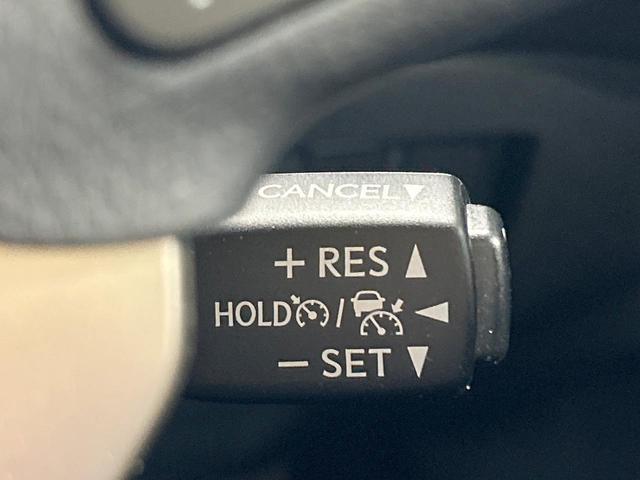 CANCEL▼
+ RES ▲
HOLD / ◀
− SET ▼